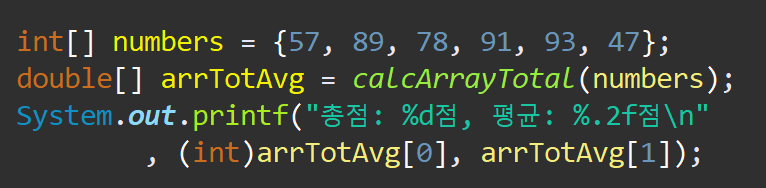 int[] numbers = {57, 89, 78, 91, 93, 47};
double[] arrTotAvg = calcArrayTotal(numbers);
System.out.printf("총점: %d점, 평균: %.2f점\n"
, (int)arrTotAvg[0], arrTotAvg[1]);